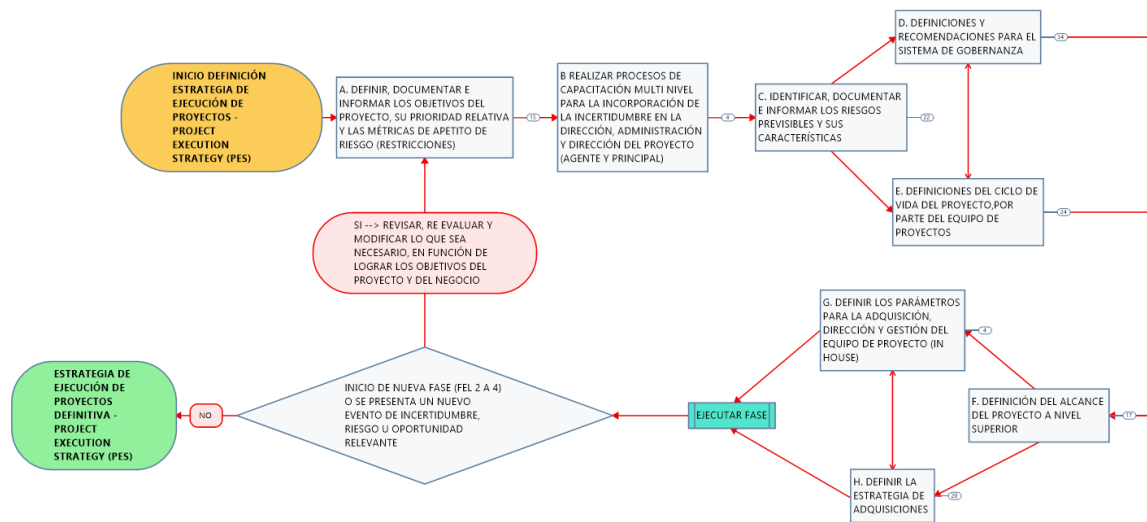 INICIO DEFINICIÓN
ESTRATEGIA DE
EJECUCIÓN DE
PROYECTOS -
PROJECT
EXECUTION
STRATEGY (PES)
A. DEFINIR, DOCUMENTAR E
INFORMAR LOS OBJETIVOS DEL
PROYECTO, SU PRIORIDAD RELATIVA
Y LAS MÉTRICAS DE APETITO DE
RIESGO (RESTRICCIONES)
15
B REALIZAR PROCESOS DE
CAPACITACIÓN MULTI NIVEL
PARA LA INCORPORACIÓN DE
LA INCERTIDUMBRE EN LA
DIRECCIÓN, ADMINISTRACIÓN
Y DIRECCIÓN DEL PROYECTO
(AGENTE Y PRINCIPAL)
4
C. IDENTIFICAR, DOCUMENTAR
E INFORMAR LOS RIESGOS
PREVISIBLES Y SUS
CARACTERÍSTICAS
22
D. DEFINICIONES Y
RECOMENDACIONES PARA EL
SISTEMA DE GOBERNANZA
54
E. DEFINICIONES DEL CICLO DE
VIDA DEL PROYECTO,POR
PARTE DEL EQUIPO DE
PROYECTOS
24
SI --> REVISAR, RE EVALUAR Y
MODIFICAR LO QUE SEA
NECESARIO, EN FUNCIÓN DE
LOGRAR LOS OBJETIVOS DEL
PROYECTO Y DEL NEGOCIO
G. DEFINIR LOS PARÁMETROS
PARA LA ADQUISICIÓN,
DIRECCIÓN Y GESTIÓN DEL
EQUIPO DE PROYECTO (IN
HOUSE)
4
F. DEFINICIÓN DEL ALCANCE
DEL PROYECTO A NIVEL
SUPERIOR
17
H. DEFINIR LA
ESTRATEGIA DE
ADQUISICIONES
20
EJECUTAR FASE
INICIO DE NUEVA FASE (FEL 2 A 4)
O SE PRESENTA UN NUEVO
EVENTO DE INCERTIDUMBRE,
RIESGO U OPORTUNIDAD
RELEVANTE
NO
ESTRATEGIA DE
EJECUCIÓN DE
PROYECTOS
DEFINITIVA -
PROJECT
EXECUTION
STRATEGY (PES)